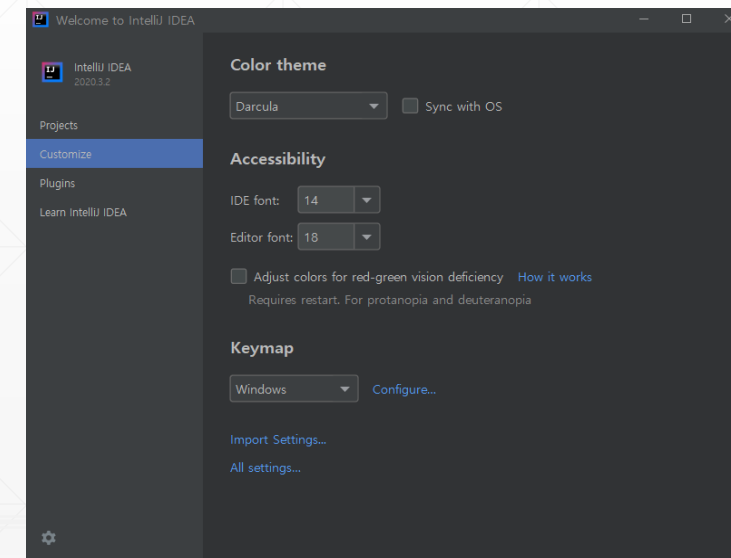 Welcome to IntelliJ IDEA
IntelliJ IDEA
2020.3.2
Projects
Customize
Plugins
Learn IntelliJ IDEA
Color theme
Darcula
Sync with OS
Accessibility
IDE font: 14
Editor font: 18
Adjust colors for red-green vision deficiency How it works
Requires restart. For protanopia and deuteranopia
Keymap
Windows Configure...
Import Settings...
All settings...